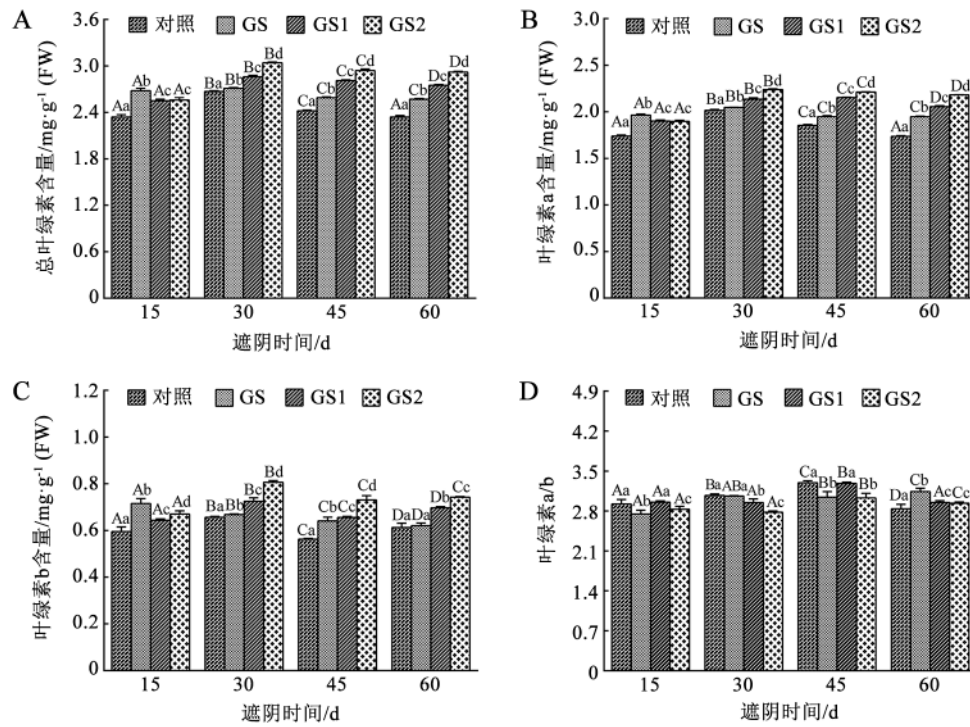 A
对照 GS GS1 GS2
总叶绿素含量/mg·g⁻¹ (FW)
3.6
3.0
2.4
1.8
1.2
0.6
0
Aa Ab Ac Ac Ba Bb Bc Bd Ca Cb Cc Cd Aa Cb Dc Dd
15 30 45 60
遮阴时间/d
B
对照 GS GS1 GS2
叶绿素a含量/mg·g⁻¹ (FW)
3.0
2.5
2.0
1.5
1.0
0.5
0
Aa Ab Ac Ac Ba Bb Bc Bd Ca Cb Cc Cd Aa Cb Dc Dd
15 30 45 60
遮阴时间/d
C
对照 GS GS1 GS2
叶绿素b含量/mg·g⁻¹ (FW)
1.2
1.0
0.8
0.6
0.4
0.2
0
Aa Ab Ac Ad Ba Bb Bc Bd Ca Cb Cc Cd Da Da Db Cc
15 30 45 60
遮阴时间/d
D
对照 GS GS1 GS2
叶绿素a/b
4.9
4.2
3.5
2.8
2.1
1.4
0.7
0
Aa Ab Aa Ac Ba ABa Ab Ac Ca Bb Ba Bb Da Cb Ac Cc
15 30 45 60
遮阴时间/d